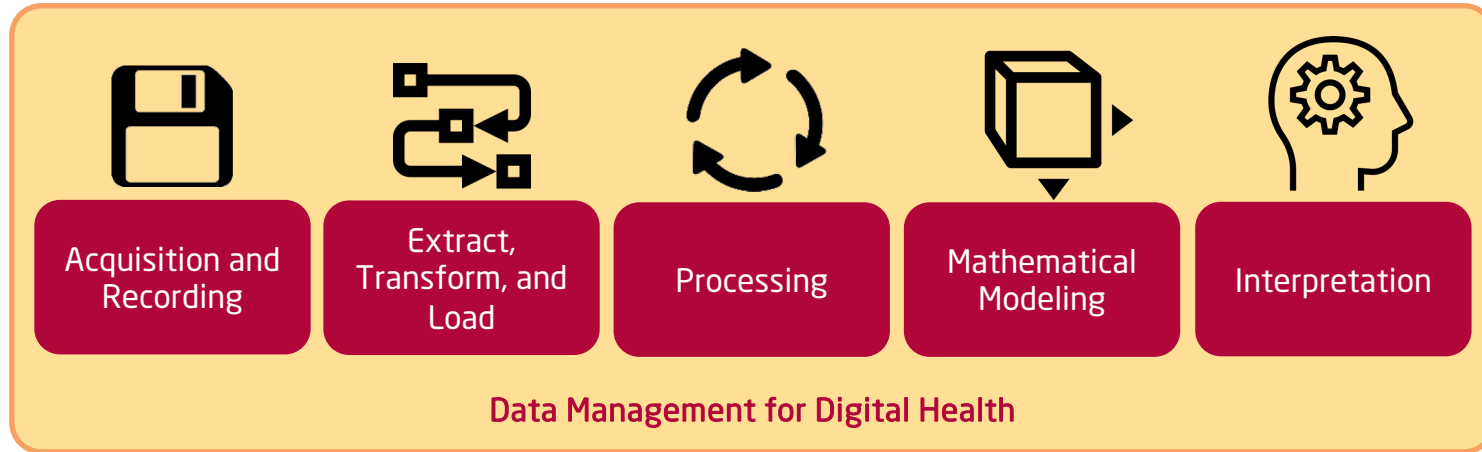 Acquisition and
Recording
Extract,
Transform, and
Load
Processing
Mathematical
Modeling
Interpretation
Data Management for Digital Health